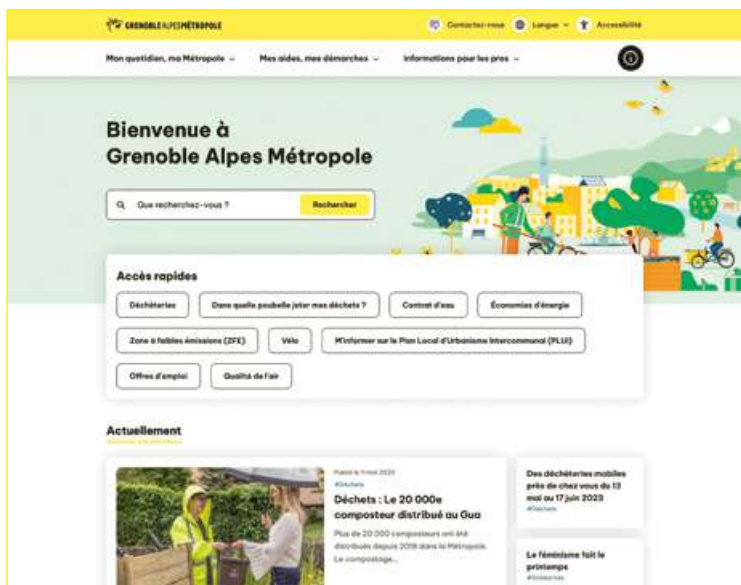 GRENOBLE ALPES MÉTROPOLE
Contactez-nous Langue Accessibilité
Mon quotidien, ma Métropole Mes aides, mes démarches Informations pour les pros
Bienvenue à
Grenoble Alpes Métropole
Que recherchez-vous ? Rechercher
Accès rapides
Déchèteries Dans quelle poubelle jeter mes déchets ? Contrat d'eau Économies d'énergie
Zone à faibles émissions (ZFE) Vélo M'informer sur le Plan Local d'Urbanisme Intercommunal (PLUI)
Offres d'emploi Qualité de l'air
Actuellement
Publié le 11 mai 2023
#Déchets
Déchets : Le 20 000e
composteur distribué au Gua
Plus de 20 000 composteurs ont été
distribués depuis 2018 dans la Métropole.
Le compostage...
Des déchèteries mobiles
près de chez vous du 13
mai au 17 juin 2023
#Déchets
Le féminisme fait le
printemps